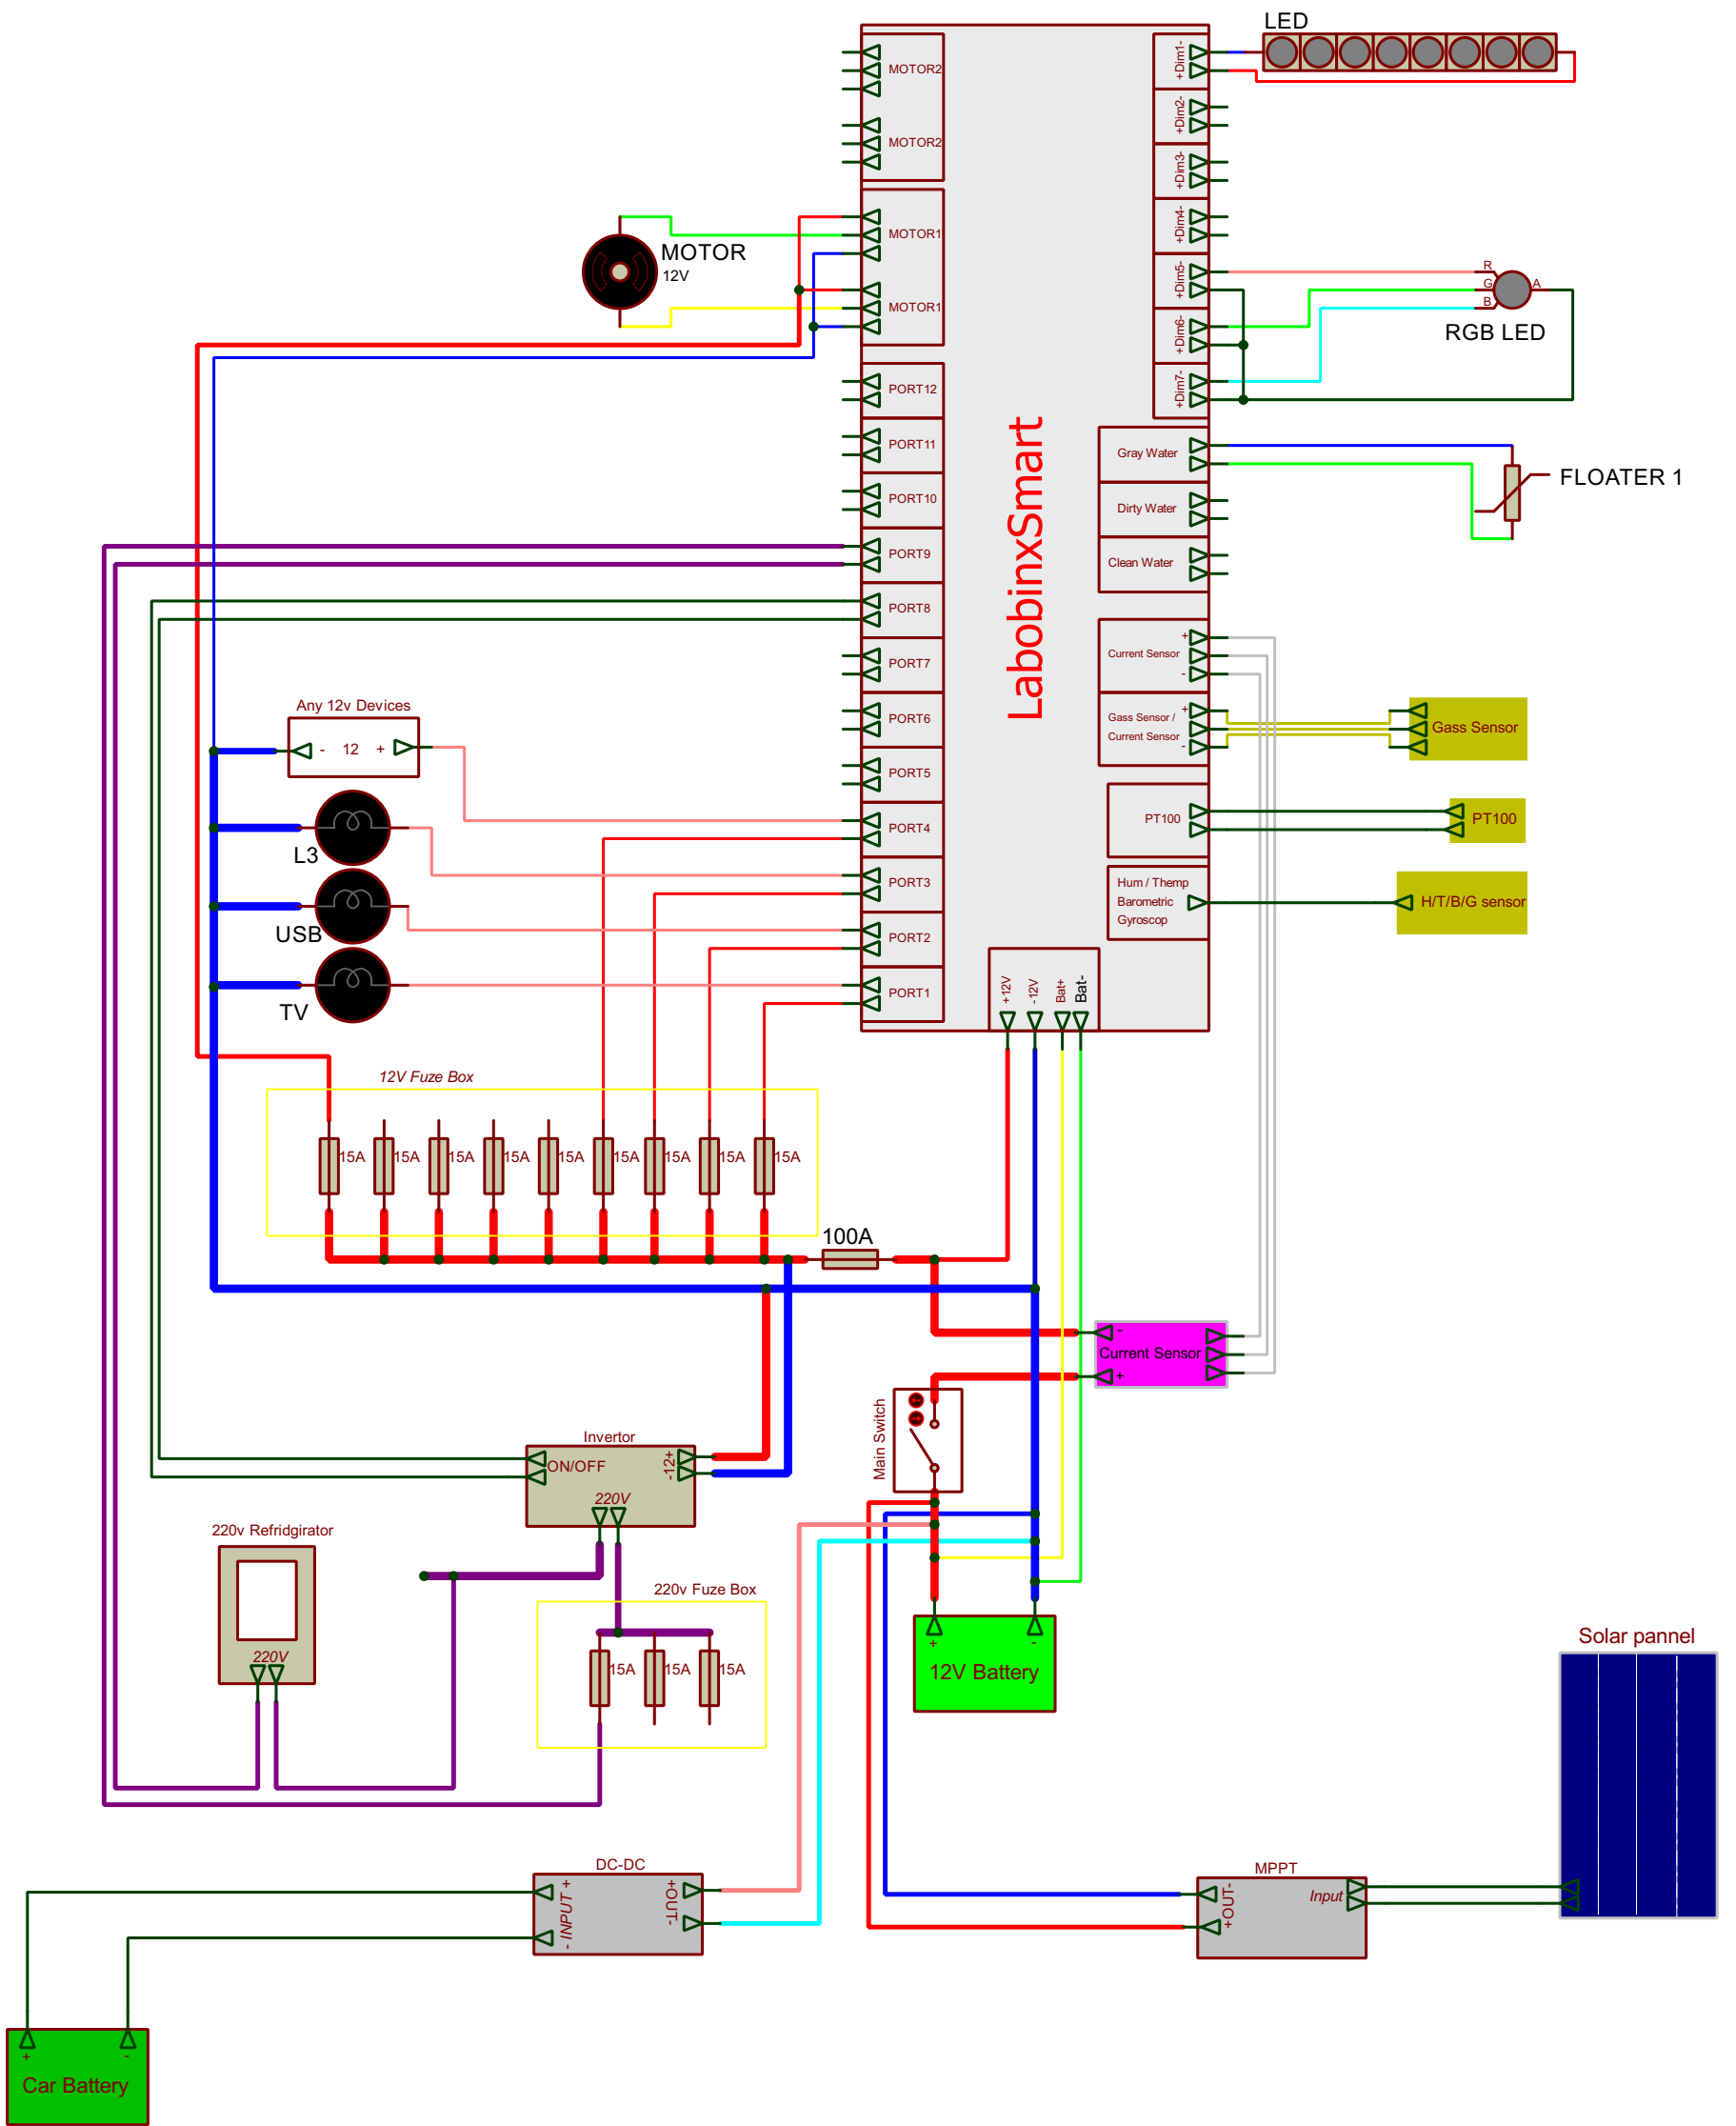 LED
MOTOR2
MOTOR2
MOTOR1
MOTOR1
MOTOR
12V
PORT12
PORT11
PORT10
PORT9
PORT8
PORT7
PORT6
PORT5
PORT4
PORT3
PORT2
PORT1
LabobinxSmart
+Dim1-
+Dim2-
+Dim3-
+Dim4-
+Dim5-
+Dim6-
+Dim7-
R
G
B
A
RGB LED
Gray Water
Dirty Water
Clean Water
FLOATER 1
+
Current Sensor
-
+
Gass Sensor /
Current Sensor
-
Gass Sensor
PT100
PT100
Hum / Themp
Barometric
Gyroscop
H/T/B/G sensor
+12V
-12V
Bat+
Bat-
Any 12v Devices
- 12 +
L3
USB
TV
12V Fuze Box
15A
15A
15A
15A
15A
15A
15A
15A
15A
100A
-
Current Sensor
+
Main Switch
Invertor
ON/OFF
-12+
220V
220v Refridgirator
220V
220v Fuze Box
15A
15A
15A
+ -
12V Battery
Solar pannel
DC-DC
- INPUT +
+OUT-
MPPT
+OUT-
Input
+ -
Car Battery